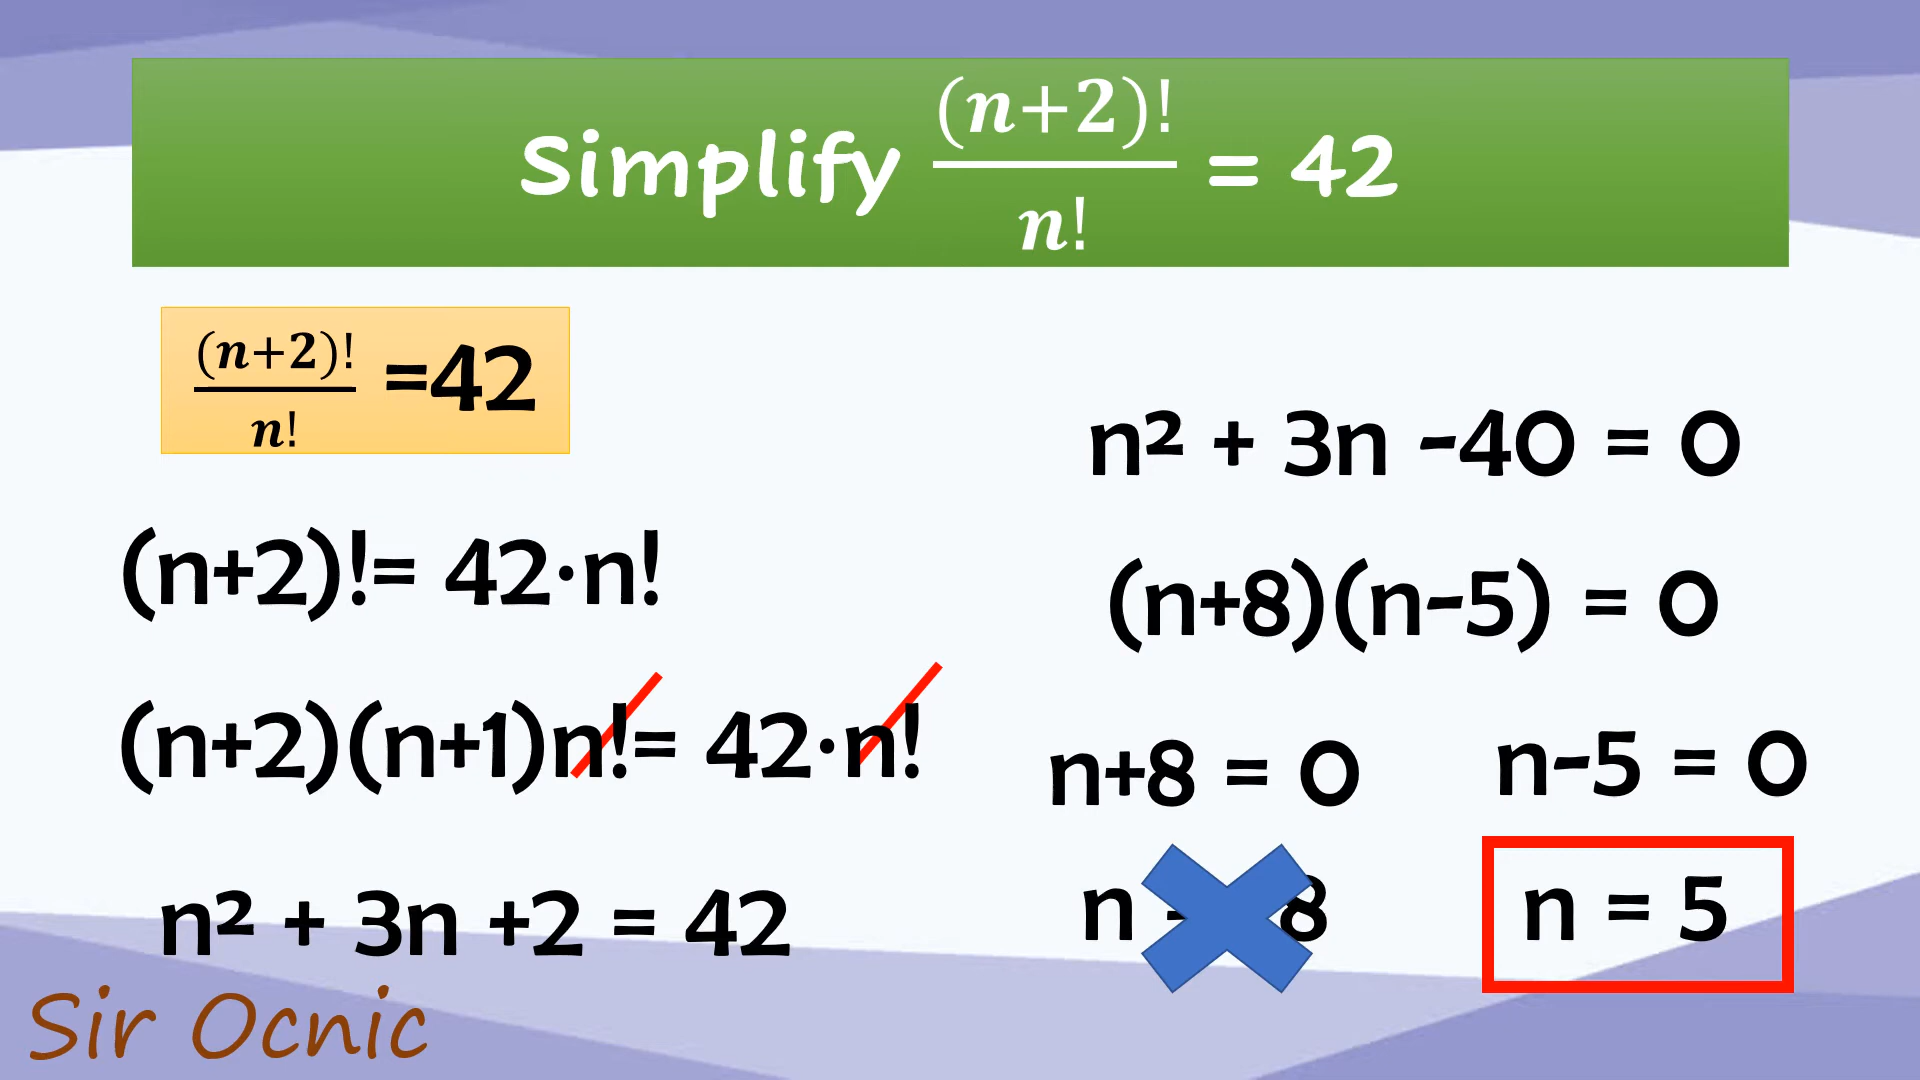 Simplify (n+2)!/n! = 42
(n+2)!/n! =42
(n+2)!= 42·n!
(n+2)(n+1)n!= 42·n!
n² + 3n +2 = 42
n² + 3n -40 = 0
(n+8)(n-5) = 0
n+8 = 0
n-5 = 0
n = 8
n = 5
Sir Ocnic